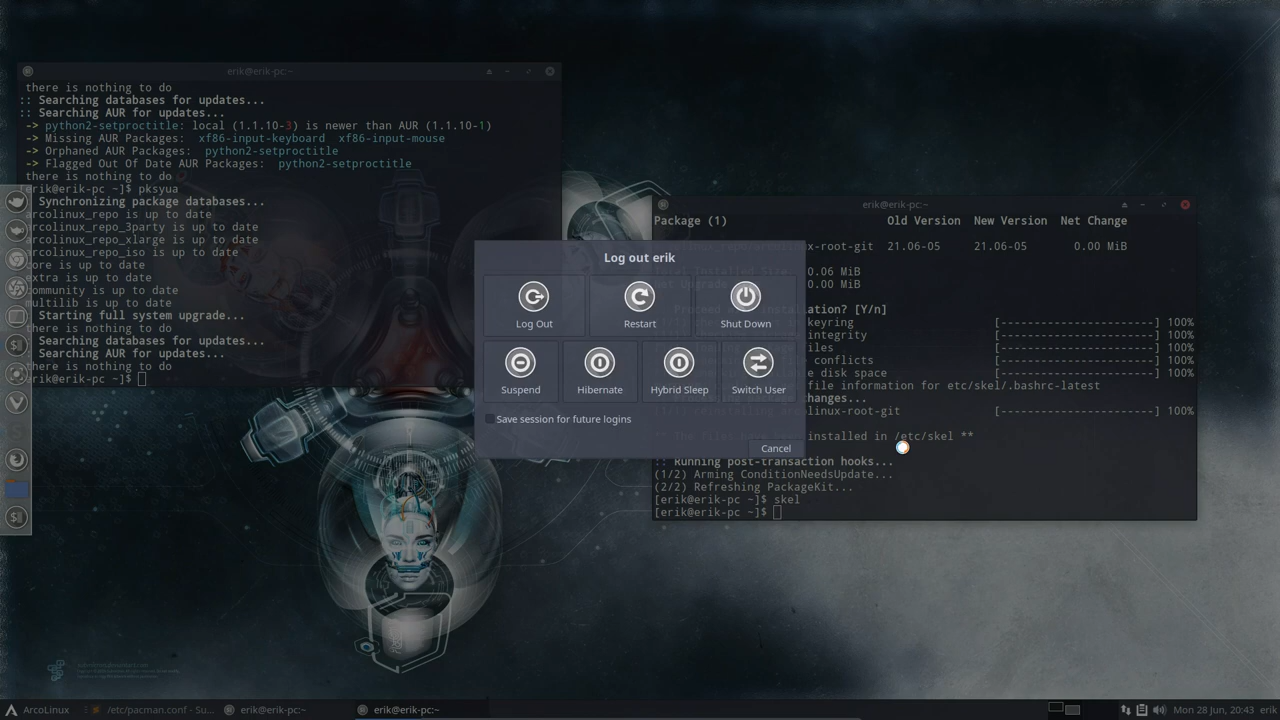 erik@erik-pc:~
there is nothing to do
:: Searching databases for updates...
:: Searching AUR for updates...
-> python2-setproctitle: local (1.1.10-3) is newer than AUR (1.1.10-1)
-> Missing AUR Packages:  xf86-input-keyboard  xf86-input-mouse
-> Orphaned AUR Packages:  python2-setproctitle
-> Flagged Out Of Date AUR Packages:  python2-setproctitle
there is nothing to do
[erik@erik-pc ~]$ pksyua
Synchronizing package databases...
arcolinux_repo is up to date
arcolinux_repo_3party is up to date
arcolinux_repo_xlarge is up to date
arcolinux_repo_iso is up to date
core is up to date
extra is up to date
community is up to date
multilib is up to date
Starting full system upgrade...
there is nothing to do
Searching databases for updates...
Searching AUR for updates...
there is nothing to do
[erik@erik-pc ~]$
erik@erik-pc:~
Package (1) Old Version New Version Net Change
x-root-git 21.06-05 21.06-05 0.00 MiB
0.06 MiB
0.00 MiB
? [Y/n]
keyring [----------------------] 100%
integrity [----------------------] 100%
files [----------------------] 100%
conflicts [----------------------] 100%
disk space [----------------------] 100%
file information for etc/skel/.bashrc-latest
changes...
linux-root-git [----------------------] 100%
installed in /etc/skel **
:: Running post-transaction hooks...
(1/2) Arming ConditionNeedsUpdate...
(2/2) Refreshing PackageKit...
[erik@erik-pc ~]$ skel
[erik@erik-pc ~]$
Log out erik
Log Out Restart Shut Down
Suspend Hibernate Hybrid Sleep Switch User
Save session for future logins
Cancel
ArcoLinux /etc/pacman.conf - Su... erik@erik-pc:~ erik@erik-pc:~ Mon 28 Jun, 20:43 erik